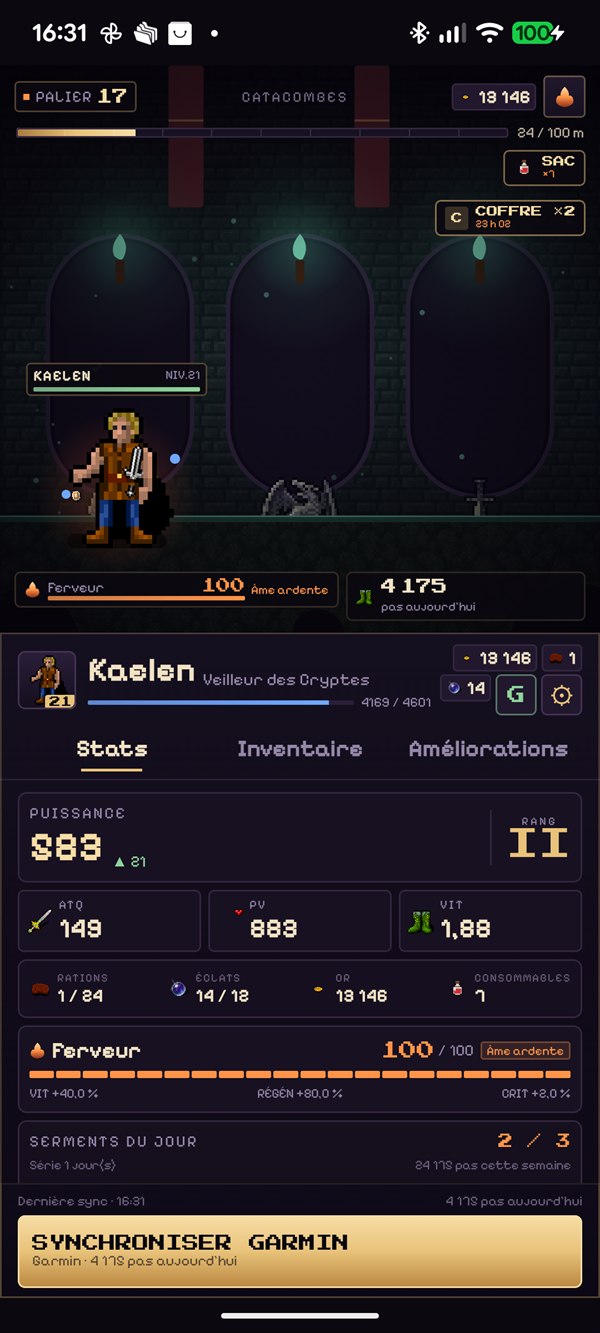 16:31
100
PALIER 17
CATACOMBES
13 146
24 / 100 m
SAC
×7
C COFFRE ×2
23 h 02
KAELEN NIV.21
Ferveur 100 Âme ardente
4 175
pas aujourd'hui
21
Kaelen Veilleur des Cryptes
4169 / 4601
13 146
1
14
G
Stats
Inventaire
Améliorations
PUISSANCE
▲ 21
RANG
II
ATQ
149
PV
883
VIT
1,88
RATIONS
1 / 24
ÉCLATS
14 / 12
OR
13 146
CONSOMMABLES
7
Ferveur
100 / 100 Âme ardente
VIT +40,0 %
RÉGÉN +80,0 %
CRIT +2,0 %
SERMENTS DU JOUR
2 / 3
Série 1 jour(s)
24 175 pas cette semaine
Dernière sync · 16:31
4 175 pas aujourd'hui
SYNCHRONISER GARMIN
Garmin · 4 175 pas aujourd'hui